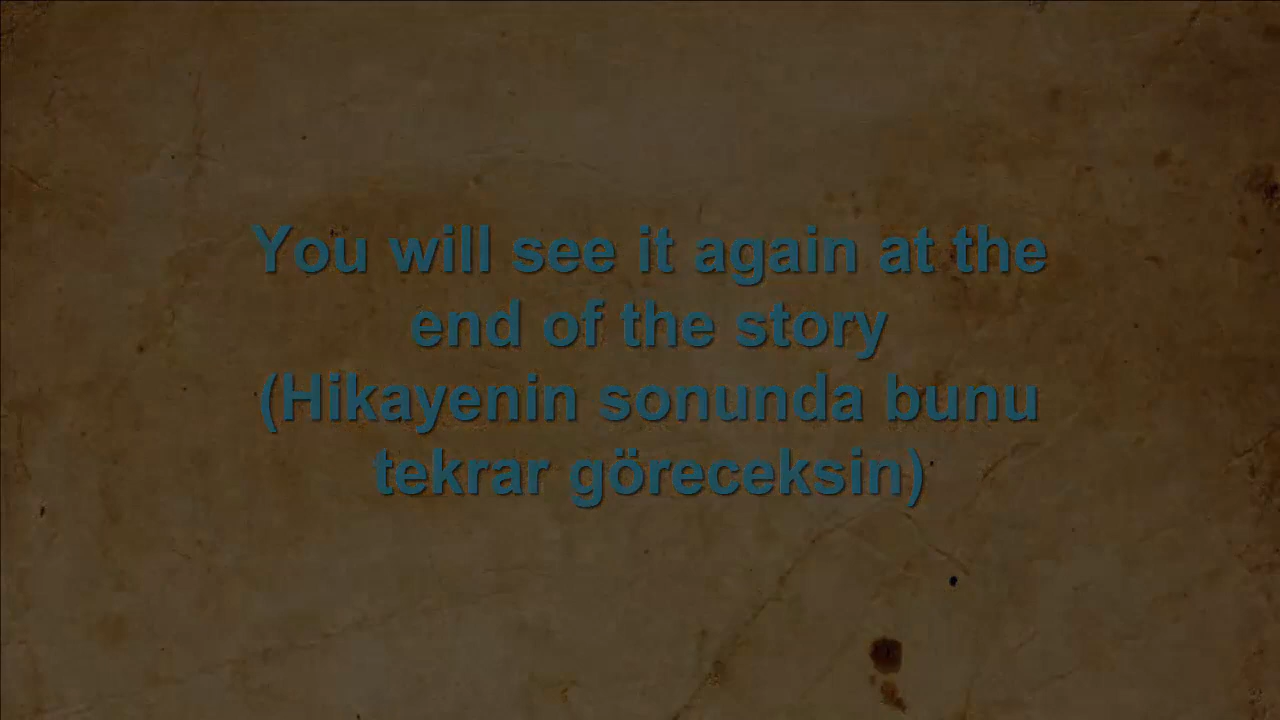 You will see it again at the
end of the story
(Hikayenin sonunda bunu
tekrar göreceksin)